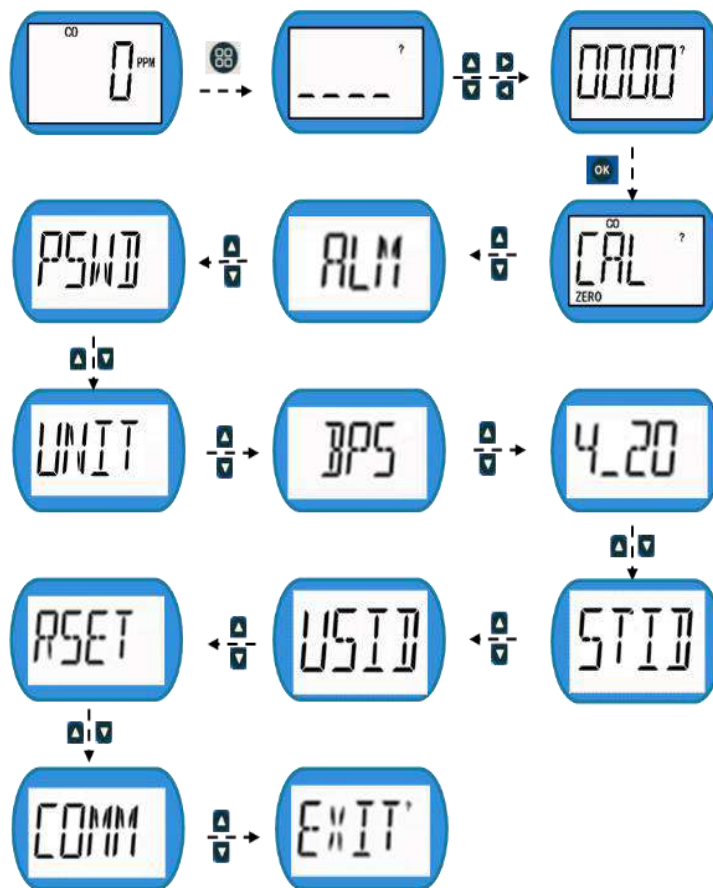 CO
0 PPM
?
_ _ _ _
0000?
OK
PSWD
ALM
CO
CAL ?
ZERO
UNIT
BPS
4_20
RSET
USID
STID
COMM
EXIT?